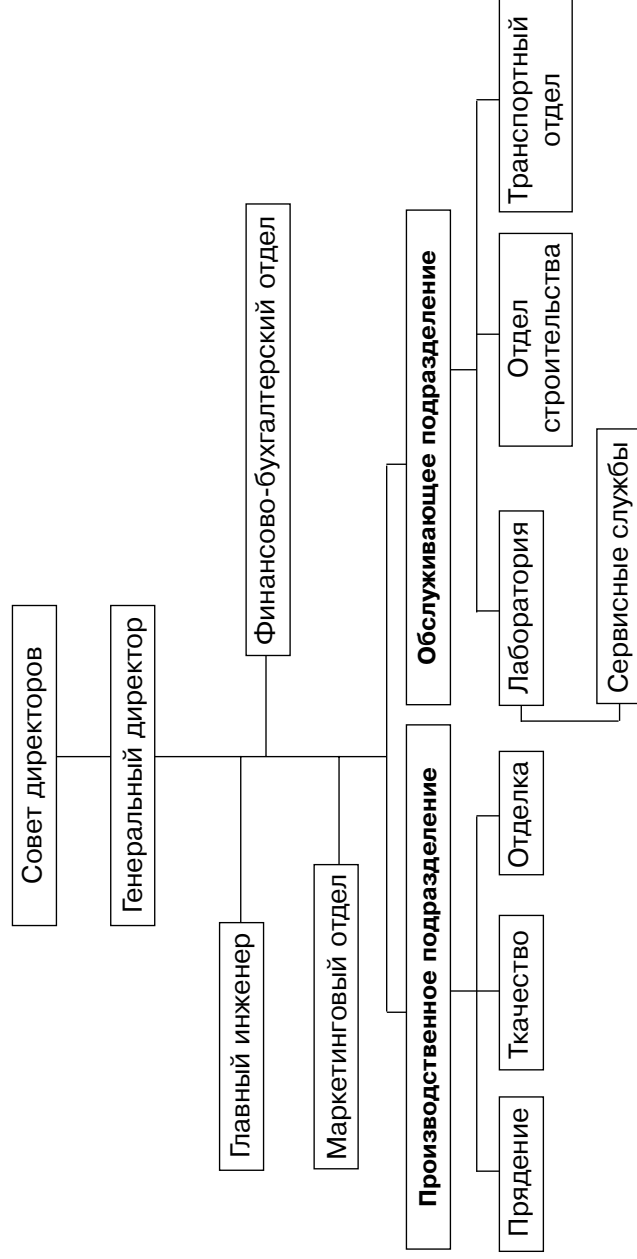 Совет директоров
Генеральный директор
Главный инженер
Финансово-бухгалтерский отдел
Маркетинговый отдел
Производственное подразделение
Обслуживающее подразделение
Прядение
Ткачество
Отделка
Лаборатория
Отдел
строительства
Транспортный
отдел
Сервисные службы